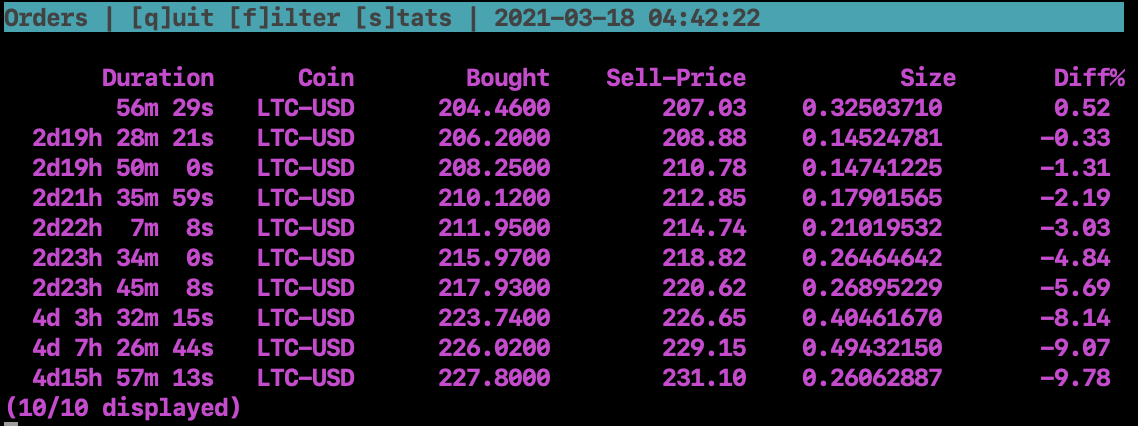 Orders | [q]uit [f]ilter [s]tats | 2021-03-18 04:42:22
Duration Coin Bought Sell-Price Size Diff%
56m 29s LTC-USD 204.4600 207.03 0.32503710 0.52
2d19h 28m 21s LTC-USD 206.2000 208.88 0.14524781 -0.33
2d19h 50m 0s LTC-USD 208.2500 210.78 0.14741225 -1.31
2d21h 35m 59s LTC-USD 210.1200 212.85 0.17901565 -2.19
2d22h 7m 8s LTC-USD 211.9500 214.74 0.21019532 -3.03
2d23h 34m 0s LTC-USD 215.9700 218.82 0.26464642 -4.84
2d23h 45m 8s LTC-USD 217.9300 220.62 0.26895229 -5.69
4d 3h 32m 15s LTC-USD 223.7400 226.65 0.40461670 -8.14
4d 7h 26m 44s LTC-USD 226.0200 229.15 0.49432150 -9.07
4d15h 57m 13s LTC-USD 227.8000 231.10 0.26062887 -9.78
(10/10 displayed)